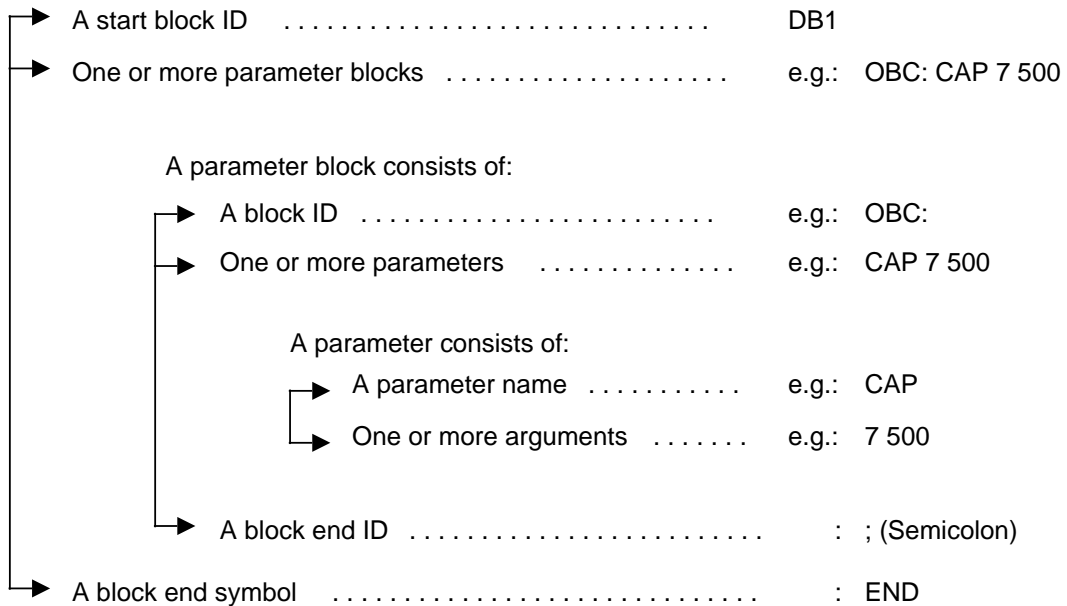 A start block ID . . . . . . . . . . . . . . . . . . . . . . . . . . . . . . DB1
One or more parameter blocks . . . . . . . . . . . . . . . . . . . . e.g.: OBC: CAP 7 500
A parameter block consists of:
A block ID . . . . . . . . . . . . . . . . . . . . . . . . . e.g.: OBC:
One or more parameters . . . . . . . . . . . . . . e.g.: CAP 7 500
A parameter consists of:
A parameter name . . . . . . . . . . . e.g.: CAP
One or more arguments . . . . . . . e.g.: 7 500
A block end ID . . . . . . . . . . . . . . . . . . . . . . . . . : ; (Semicolon)
A block end symbol . . . . . . . . . . . . . . . . . . . . . . . . . . . . . . : END